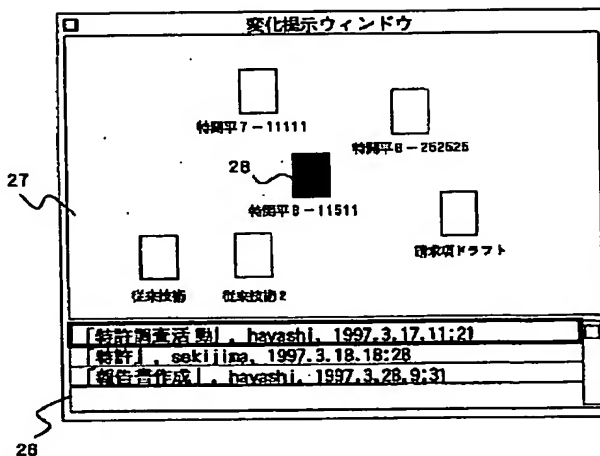 変化提示ウィンドウ
特開平7-11111
特開平8-252525
28
27
特開平8-11511
請求項ドラフト
従来技術
従来技術2
「特許調査活動」, hayashi, 1997.3.17.11:21
「特許」, sekijima, 1997.3.18.18:28
「報告書作成」, hayashi, 1997.3.28.9:31
26